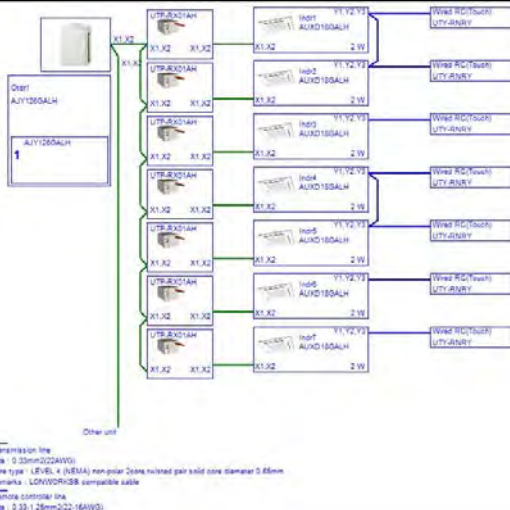 X1,X2
X1,X2
Odar1
AJY126GALH
AJY126GALH
1
UTP-RX01AH
X1,X2 X1,X2
Y1,Y2,Y3
Indr1
AUXD18GALH
2 W
Wired RC(Touch)
UTY-RNRY
UTP-RX01AH
X1,X2 X1,X2
Y1,Y2,Y3
Indr2
AUXD18GALH
X1,X2 2 W
Wired RC(Touch)
UTY-RNRY
UTP-RX01AH
X1,X2 X1,X2
Y1,Y2,Y3
Indr3
AUXD18GALH
X1,X2 2 W
Wired RC(Touch)
UTY-RNRY
UTP-RX01AH
X1,X2 X1,X2
Y1,Y2,Y3
Indr4
AUXD18GALH
X1,X2 2 W
Wired RC(Touch)
UTY-RNRY
UTP-RX01AH
X1,X2 X1,X2
Y1,Y2,Y3
Indr5
AUXD18GALH
X1,X2 2 W
Wired RC(Touch)
UTY-RNRY
UTP-RX01AH
X1,X2 X1,X2
Y1,Y2,Y3
Indr6
AUXD18GALH
X1,X2 2 W
Wired RC(Touch)
UTY-RNRY
UTP-RX01AH
X1,X2 X1,X2
Y1,Y2,Y3
Indr7
AUXD18GALH
X1,X2 2 W
Wired RC(Touch)
UTY-RNRY
Other unit
ansmission line
: 0.33mm2(22AWG)
re type : LEVEL 4 (NEMA) non-polar 2core twisted pair solid core diameter 0.65mm
marks : LONWORKS® compatible cable
emote controller line
: 0.33-1.25mm2(22-16AWG)